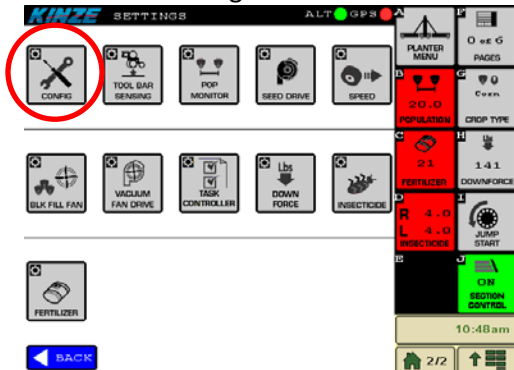 KINZE SETTINGS ALT GPS
CONFIG
TOOL BAR
SENSING
POP
MONITOR
SEED DRIVE
SPEED
BLK FILL FAN
VACUUM
FAN DRIVE
TASK
CONTROLLER
Lbs
DOWN
FORCE
INSECTICIDE
FERTILIZER
BACK
A
PLANTER
MENU
F
0 of 6
PAGES
B
20.0
POPULATION
G
Corn
CROP TYPE
C
21
FERTILIZER
H
Lbs
141
DOWNFORCE
D
R 4.0
L 4.0
INSECTICIDE
I
JUMP
START
E
J
ON
SECTION
CONTROL
10:48am
2/2